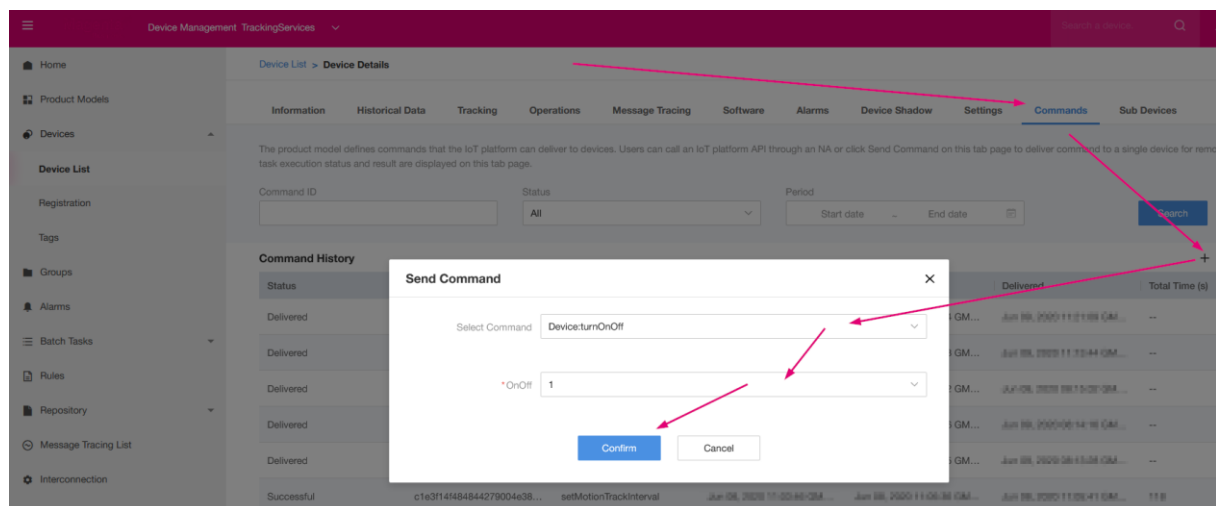 Device Management TrackingServices
Search a device...
Home
Product Models
Devices
Device List
Registration
Tags
Groups
Alarms
Batch Tasks
Rules
Repository
Message Tracing List
Interconnection
Device List > Device Details
Information Historical Data Tracking Operations Message Tracing Software Alarms Device Shadow Settings Commands Sub Devices
The product model defines commands that the IoT platform can deliver to devices. Users can call an IoT platform API through an NA or click Send Command on this tab page to deliver command to a single device for remo
task execution status and result are displayed on this tab page.
Command ID Status Period
All Start date – End date Search
Command History +
Status Delivered Total Time (s)
Send Command
Select Command Device:turnOnOff
*OnOff 1
Confirm Cancel
Delivered GM... --
Delivered GM... --
Delivered GM... --
Delivered GM... --
Delivered GM... --
Successful c1e3f14f484844279004e38... setMotionTrackInterval